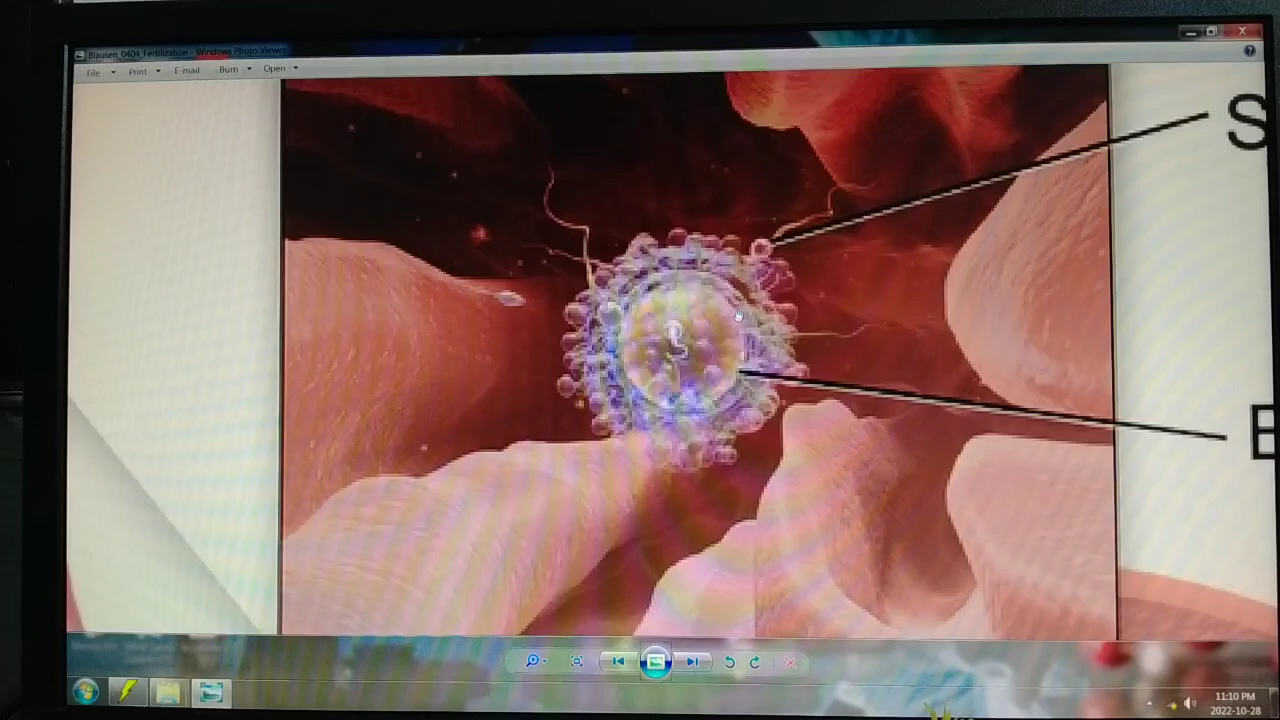 Blausen_0404_Fertilization - Windows Photo Viewer
File Print E-mail Burn Open
S
E
11:10 PM
2022-10-28